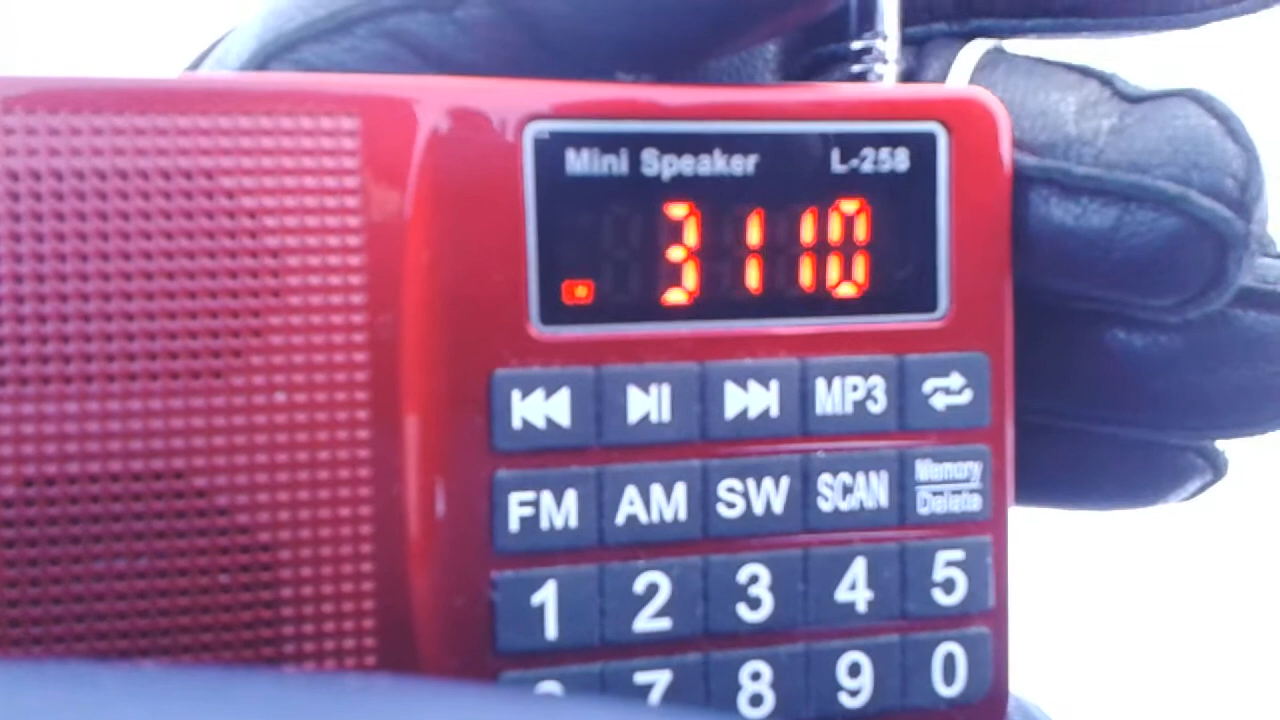 Mini Speaker L-258
3110
MP3
FM AM SW SCAN Memory
Delete
1 2 3 4 5
7 8 9 0